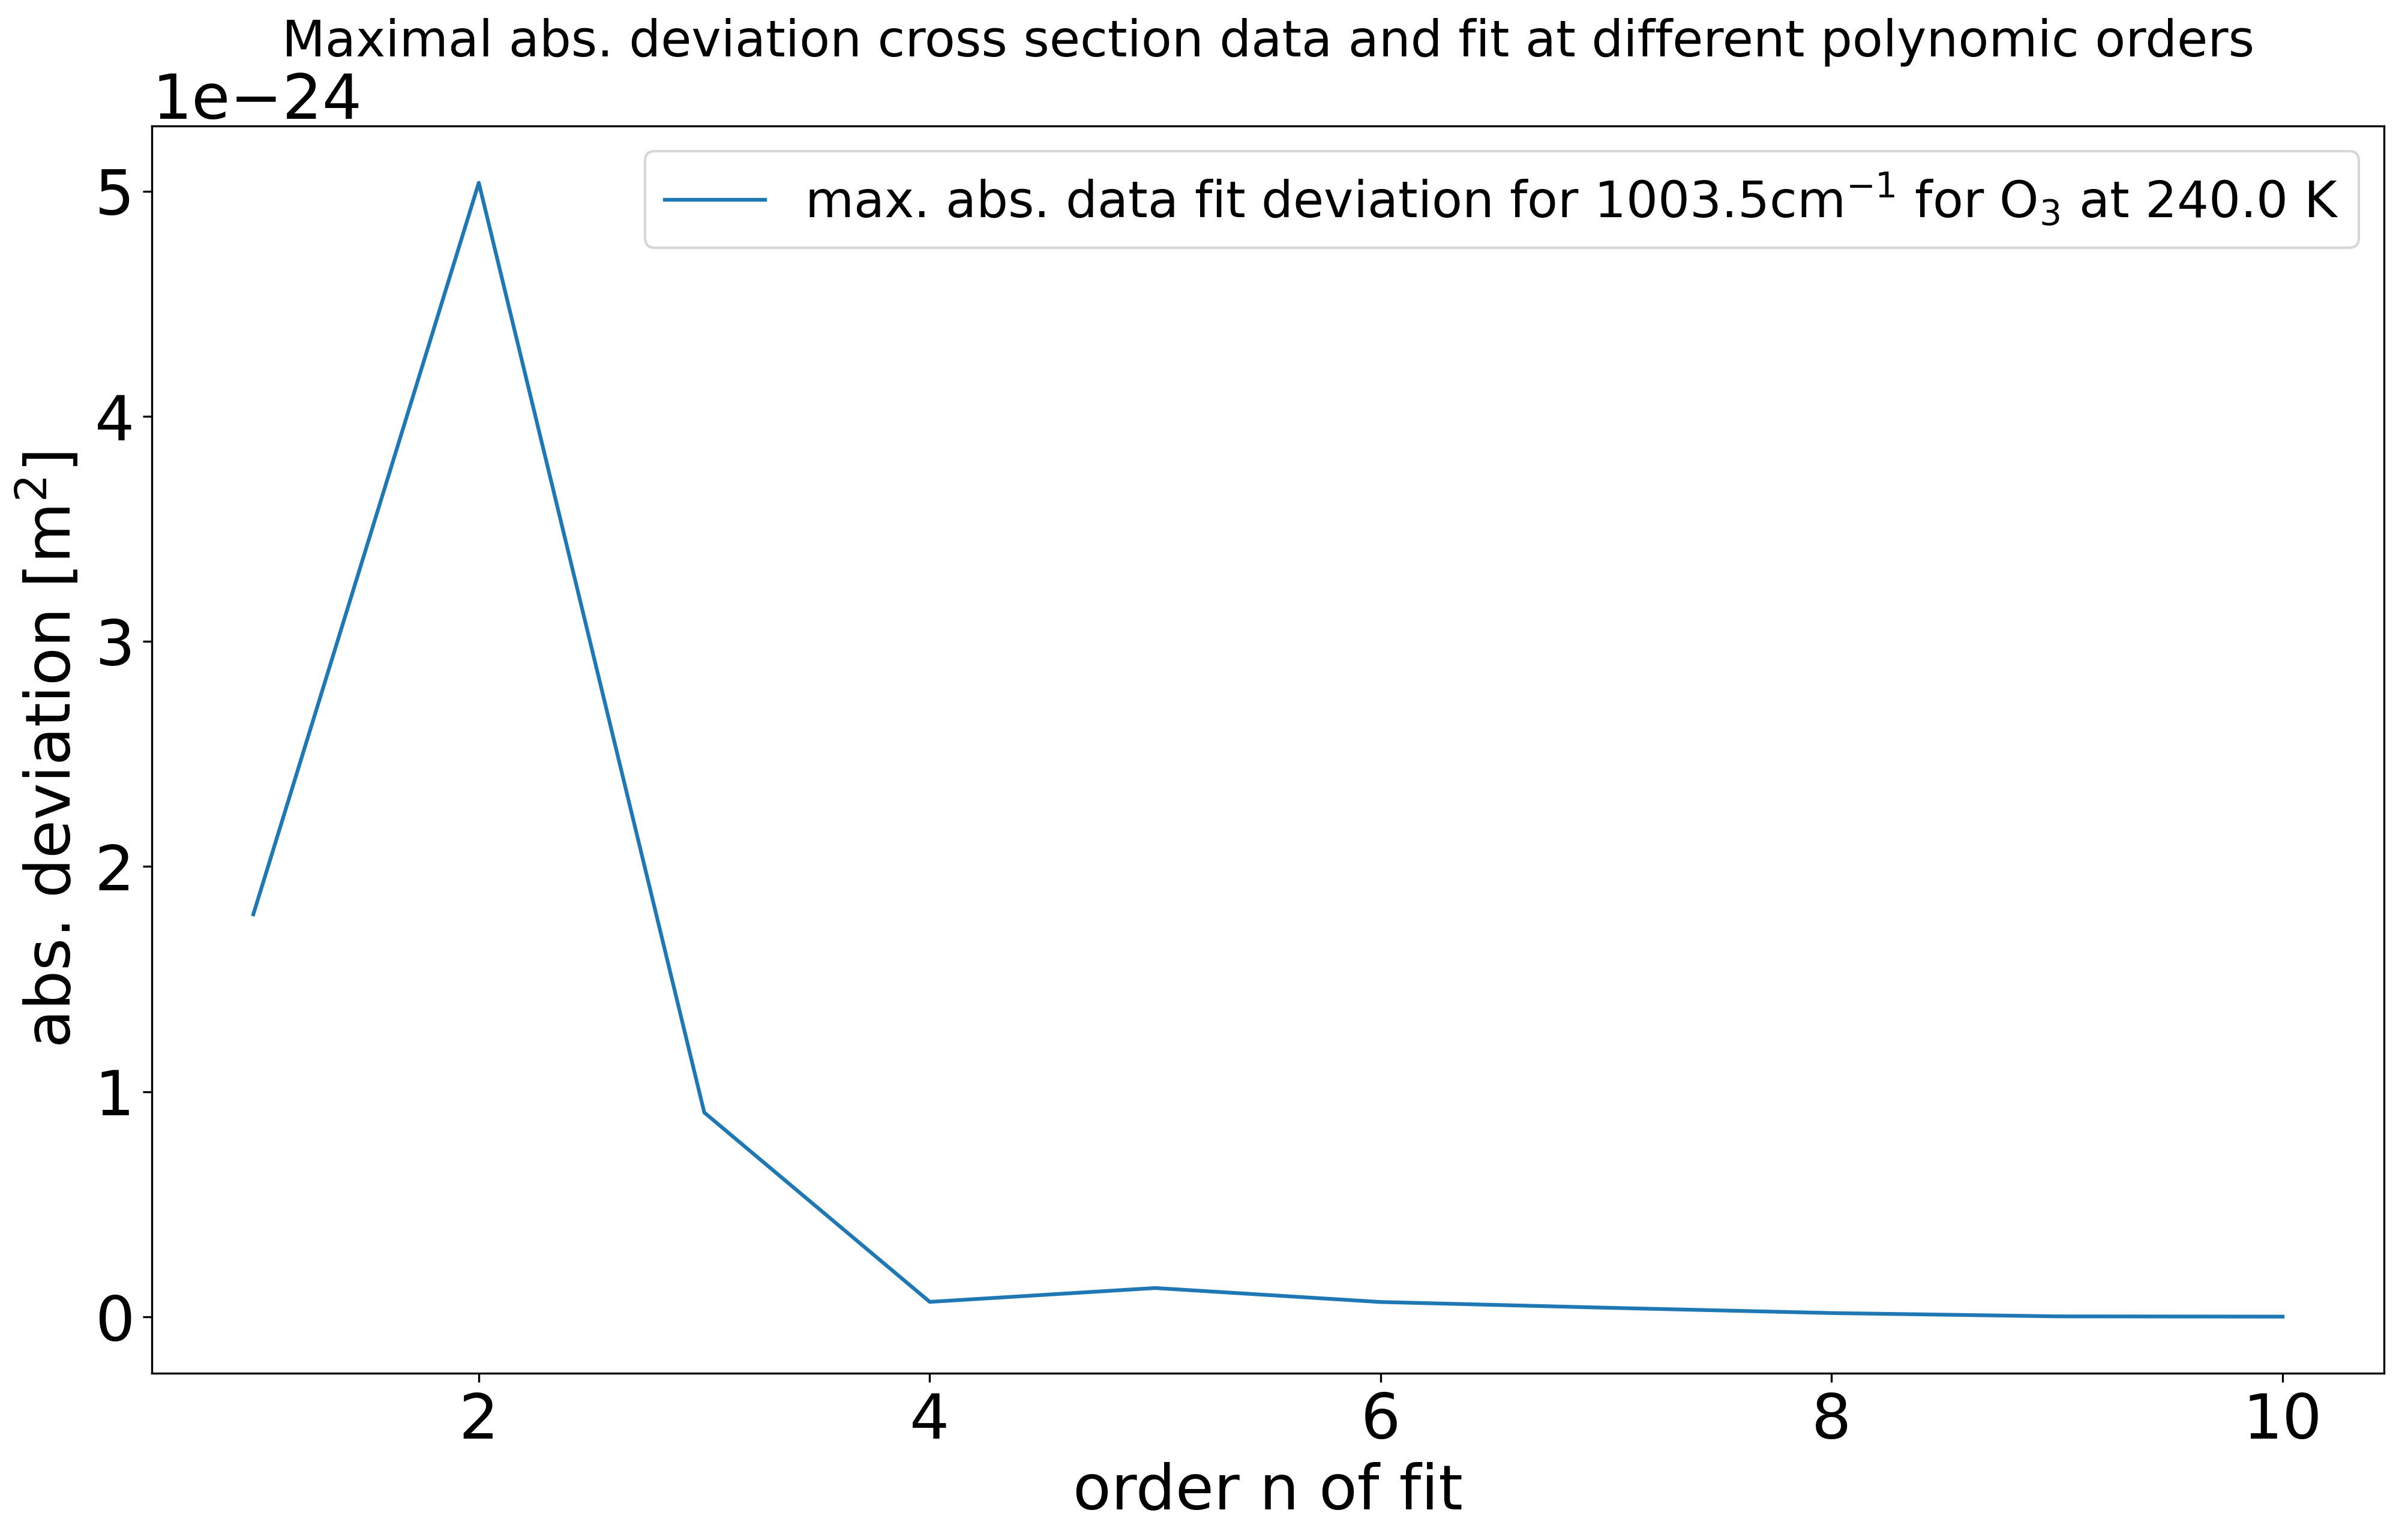 Maximal abs. deviation cross section data and fit at different polynomic orders
1e−24
max. abs. data fit deviation for 1003.5cm⁻¹ for O₃ at 240.0 K
abs. deviation [m²]
5
4
3
2
1
0
2 4 6 8 10
order n of fit